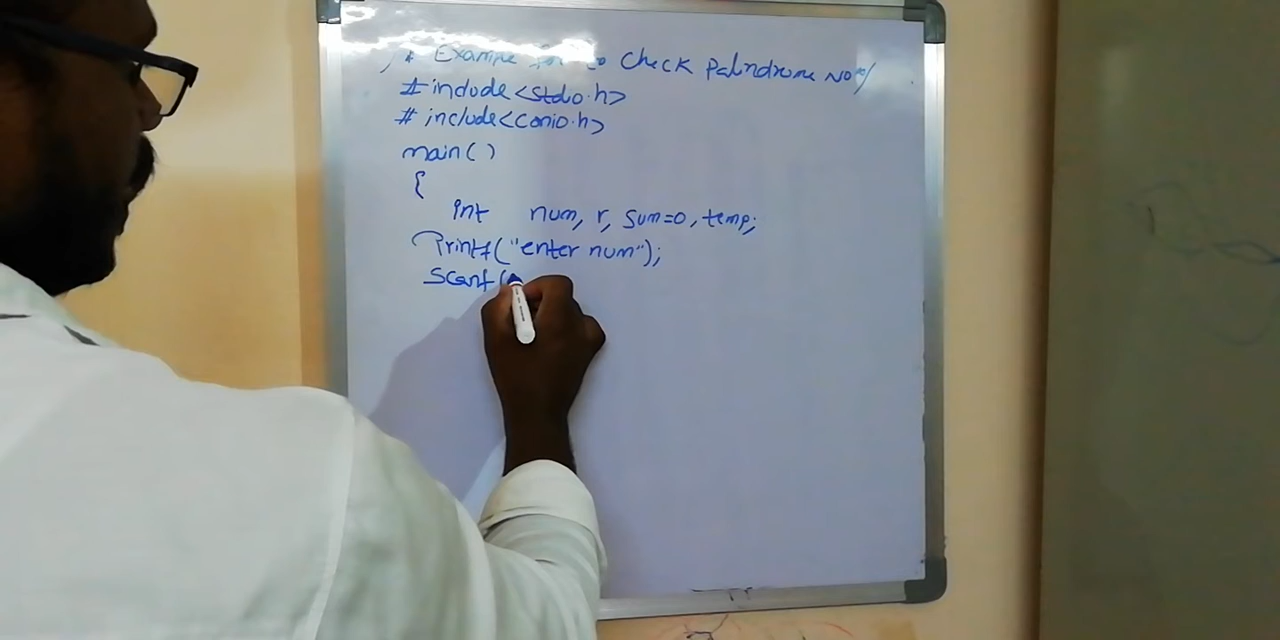 /* Example to Check Palindrome No*/
#include<stdio.h>
#include<conio.h>
main()
{
int num, r, sum=0, temp;
Printf("enter num");
Scanf(